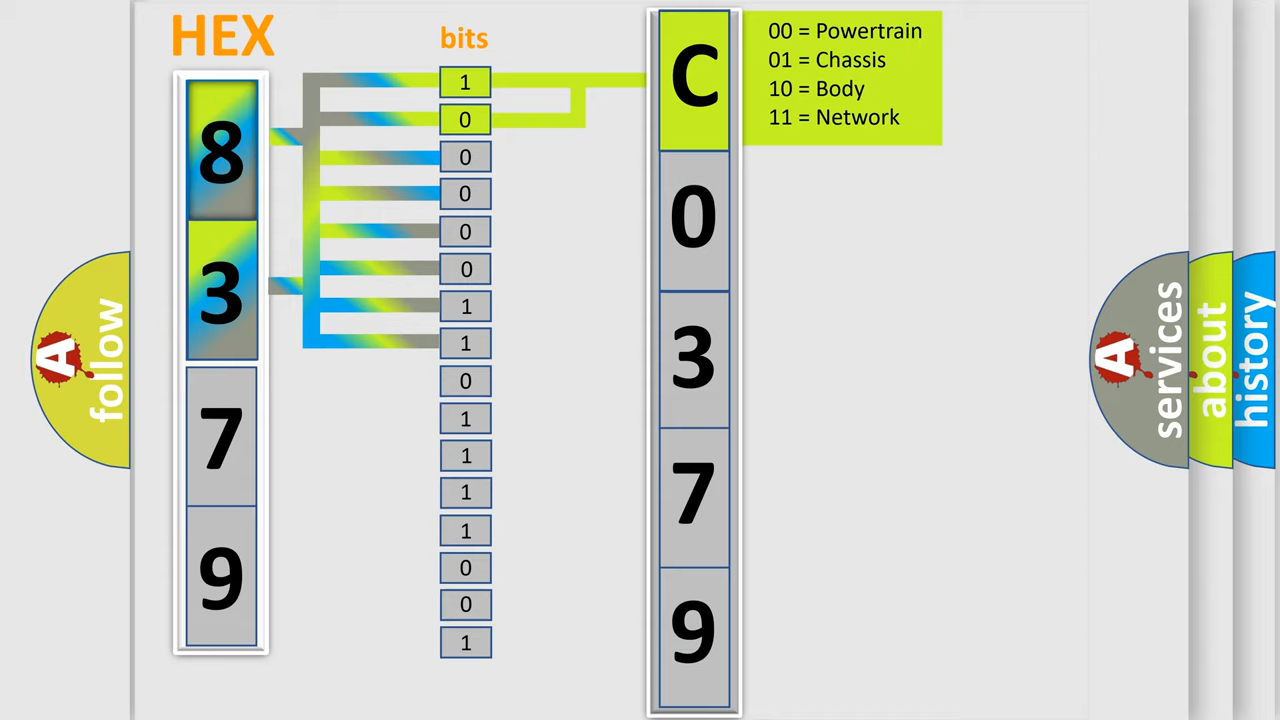 HEX
bits
8
3
7
9
1
0
0
0
0
0
1
1
0
1
1
1
1
0
0
1
C
0
3
7
9
00 = Powertrain
01 = Chassis
10 = Body
11 = Network
A
follow
A
services
about
history